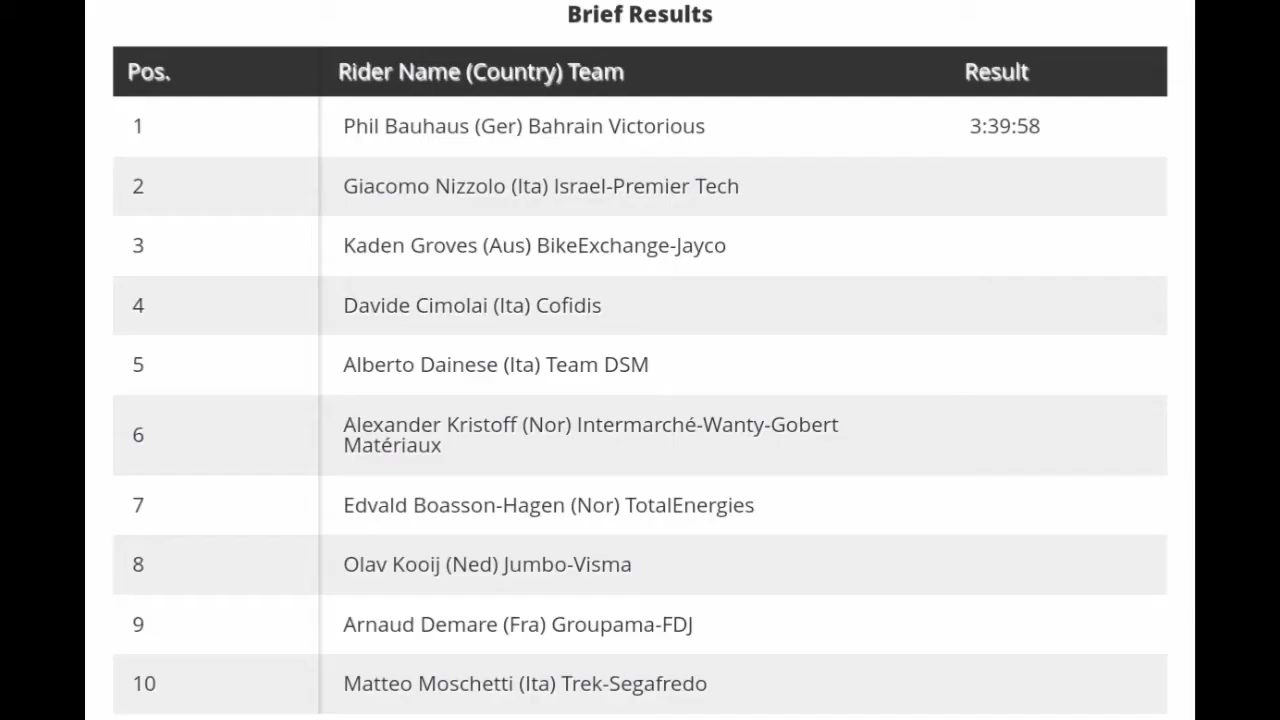 Brief Results
Pos. Rider Name (Country) Team Result
1 Phil Bauhaus (Ger) Bahrain Victorious 3:39:58
2 Giacomo Nizzolo (Ita) Israel-Premier Tech
3 Kaden Groves (Aus) BikeExchange-Jayco
4 Davide Cimolai (Ita) Cofidis
5 Alberto Dainese (Ita) Team DSM
6 Alexander Kristoff (Nor) Intermarché-Wanty-Gobert
Matériaux
7 Edvald Boasson-Hagen (Nor) TotalEnergies
8 Olav Kooij (Ned) Jumbo-Visma
9 Arnaud Demare (Fra) Groupama-FDJ
10 Matteo Moschetti (Ita) Trek-Segafredo